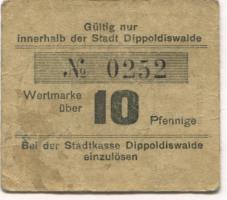 Gültig nur
innerhalb der Stadt Dippoldiswalde
№ 0252
Wertmarke über 10 Pfennige
Bei der Stadtkasse Dippoldiswalde
einzulösen